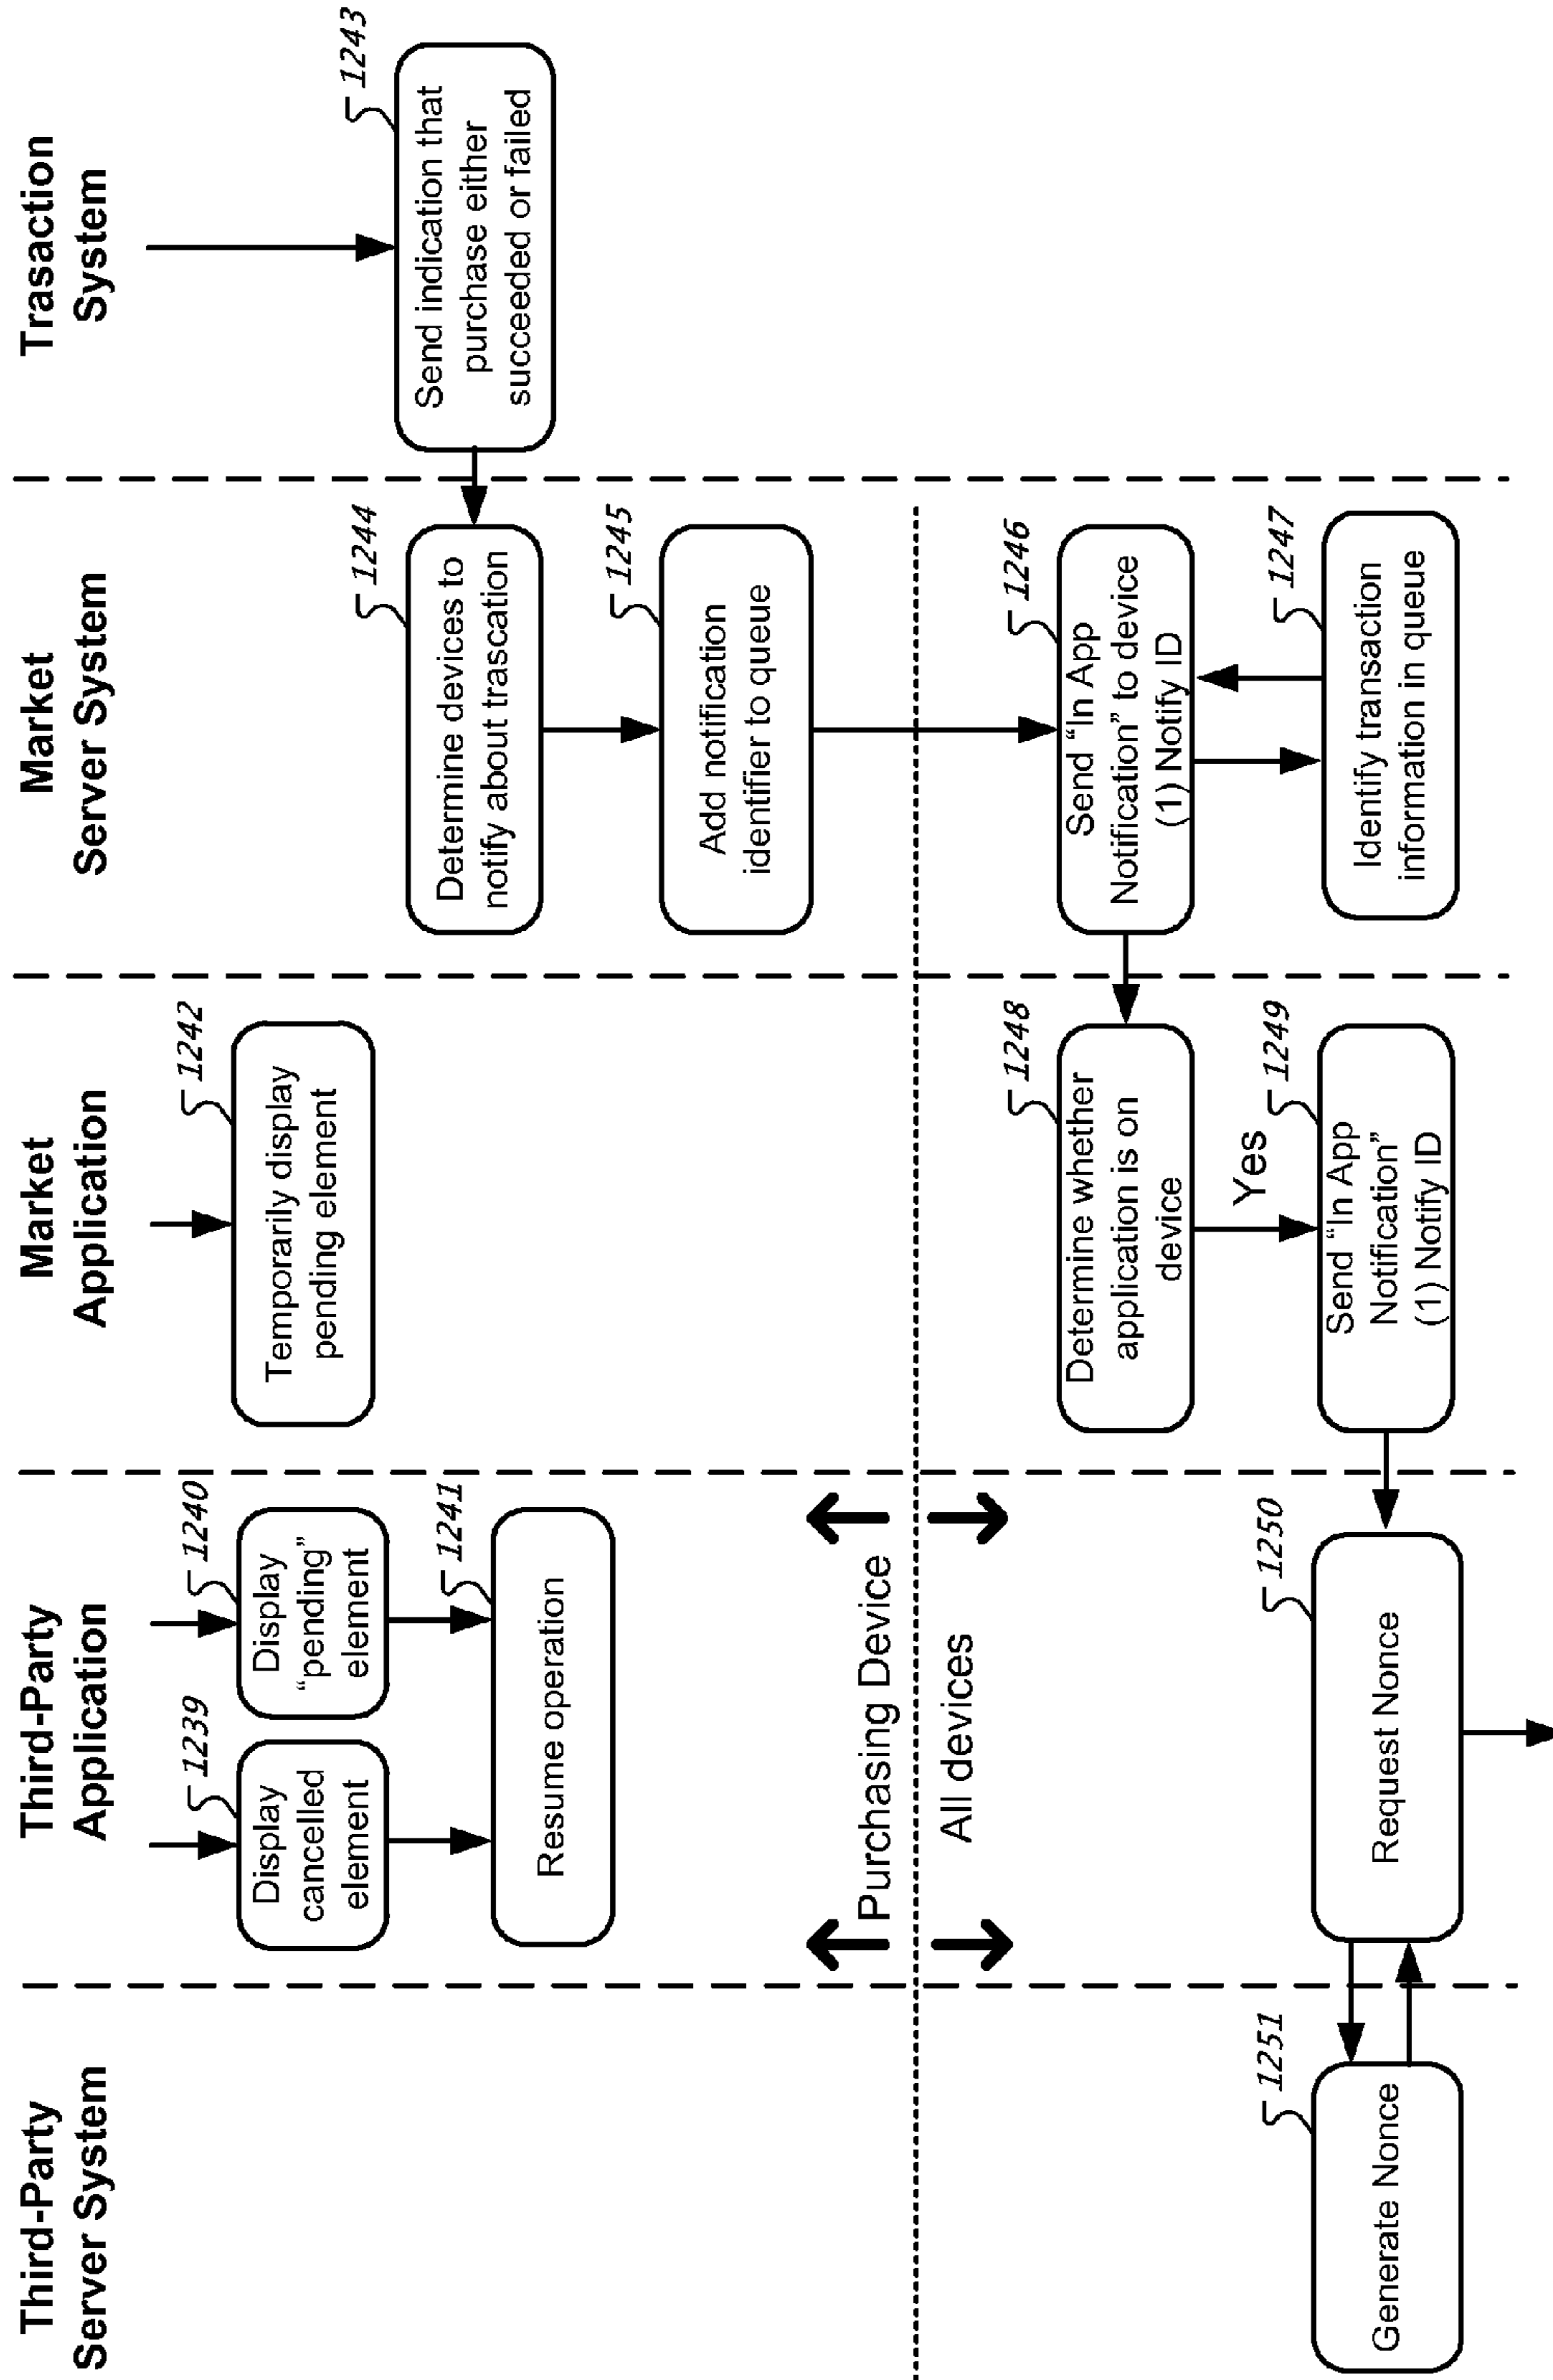 Third-Party
Server System
Third-Party
Application
Market
Application
Market
Server System
Trasaction
System
1239
Display
cancelled
element
1240
Display
“pending”
element
1241
Resume operation
1242
Temporarily display
pending element
1243
Send indication that
purchase either
succeeded or failed
1244
Determine devices to
notify about trascation
1245
Add notification
identifier to queue
Purchasing Device
All devices
1246
Send “In App
Notification” to device
(1) Notify ID
1247
Identify transaction
information in queue
1248
Determine whether
application is on
device
Yes
1249
Send “In App
Notification”
(1) Notify ID
1250
Request Nonce
1251
Generate Nonce